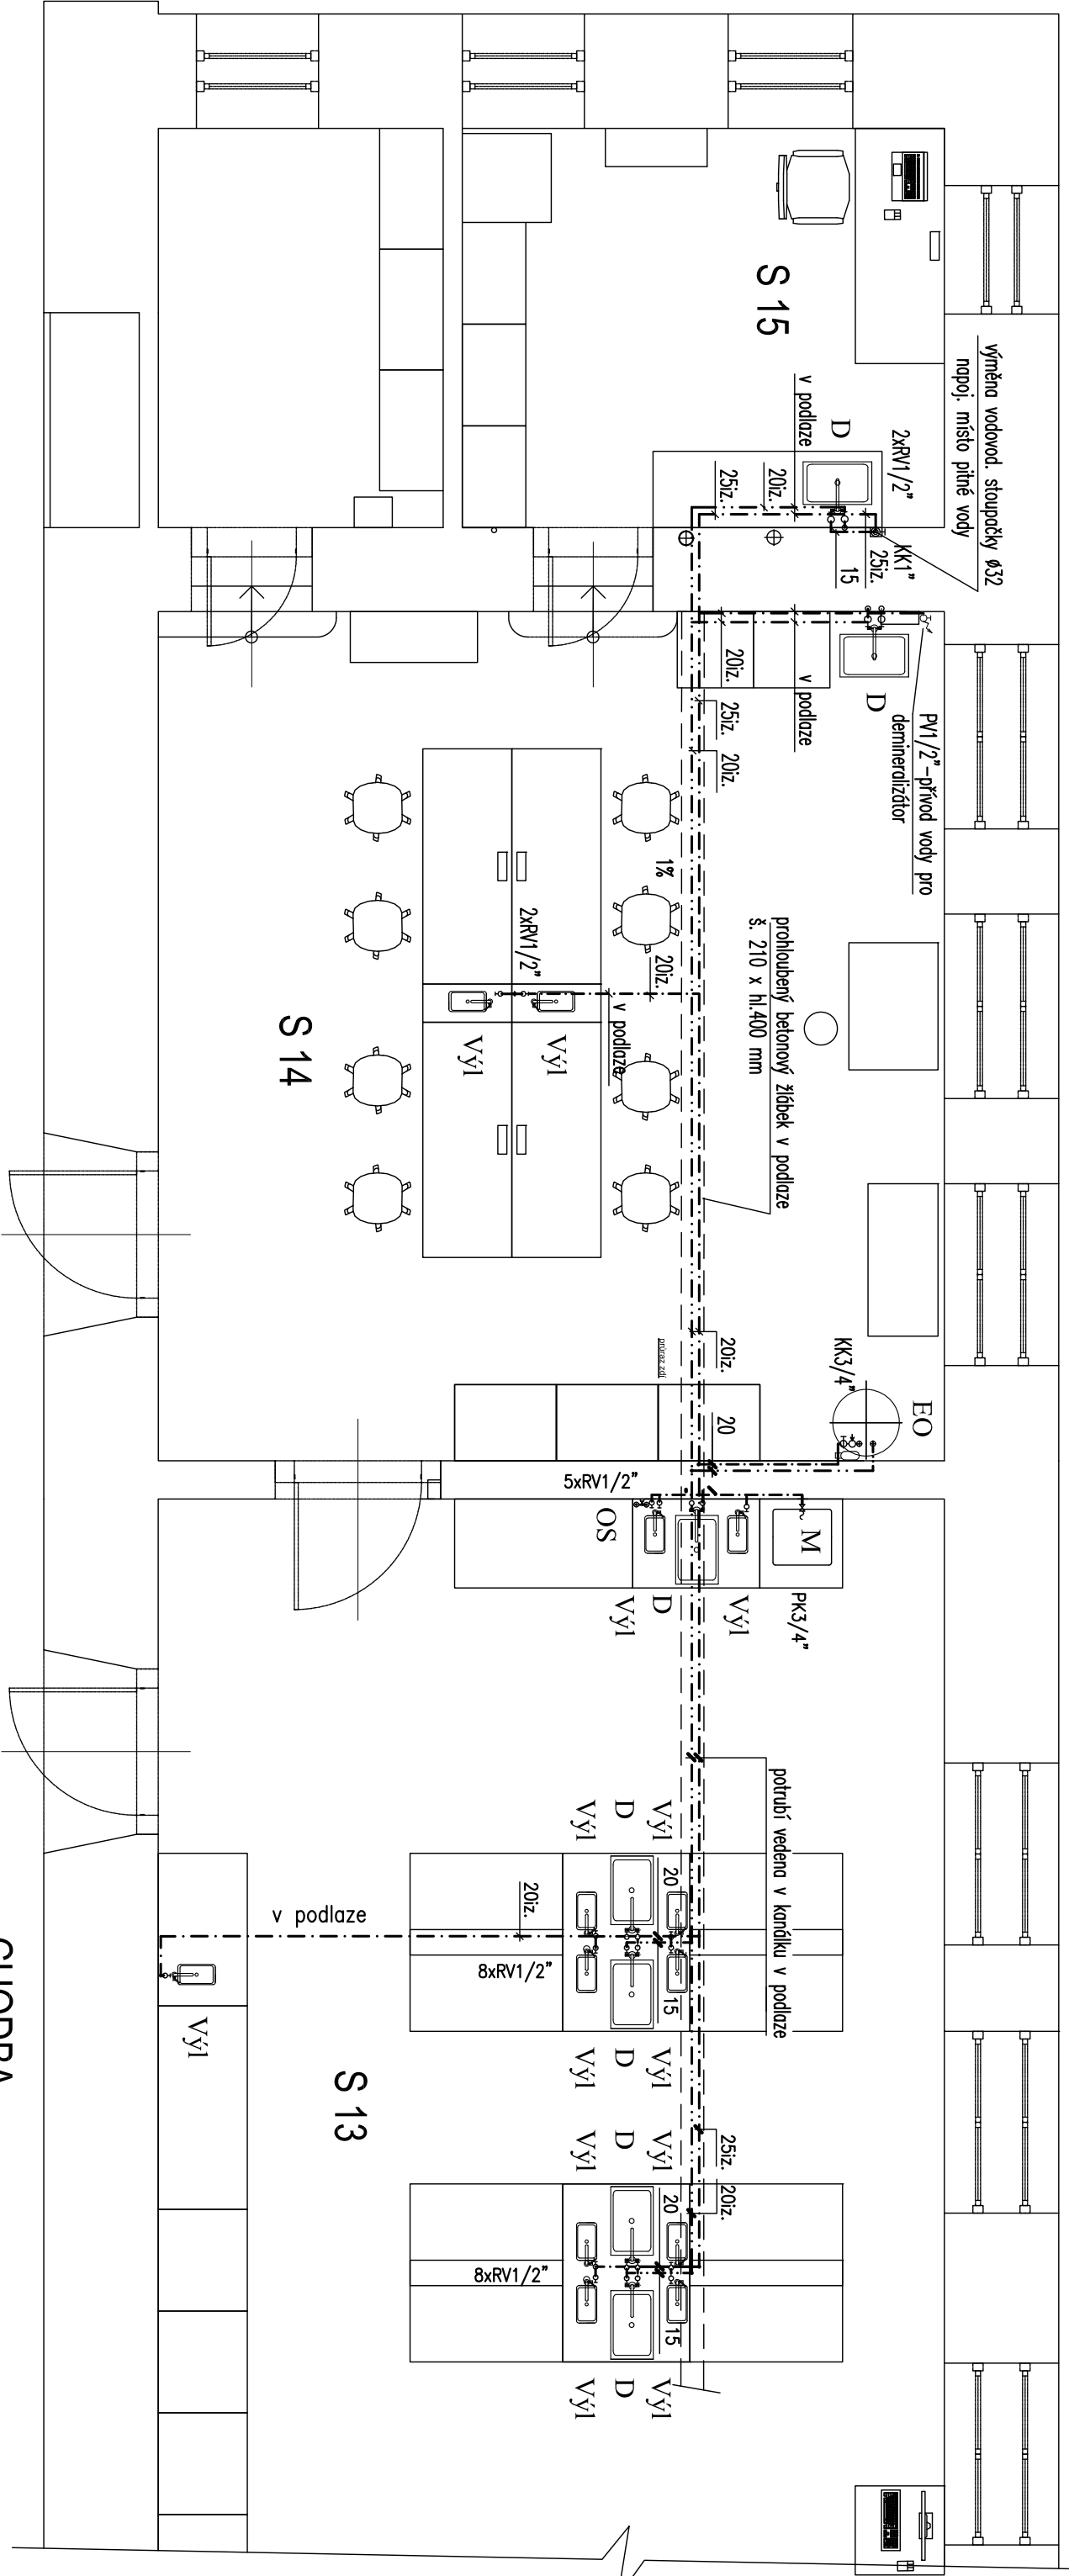 výměna vodovod. stoupačky ø32
napoj. místo pitné vody
S 15
v podlaze
D
2xRV1/2"
KK1"
25iz.
15
20iz.
25iz.
PV1/2"-přívod vody pro
demineralizátor
D
v podlaze
20iz.
25iz.
20iz.
1%
prohloubený betonový žlábek v podlaze
š. 210 x hl.400 mm
2xRV1/2"
20iz.
v podlaze
Výl
Výl
S 14
20iz.
průraz zdí
20
KK3/4"
EO
5xRV1/2"
OS
M
PK3/4"
Výl
D
Výl
potrubí vedena v kanálku v podlaze
Výl
D
Výl
20
15
20iz.
v podlaze
8xRV1/2"
Výl
Výl
D
Výl
S 13
25iz.
20iz.
Výl
D
Výl
20
15
8xRV1/2"
Výl
D
Výl
CHODBA